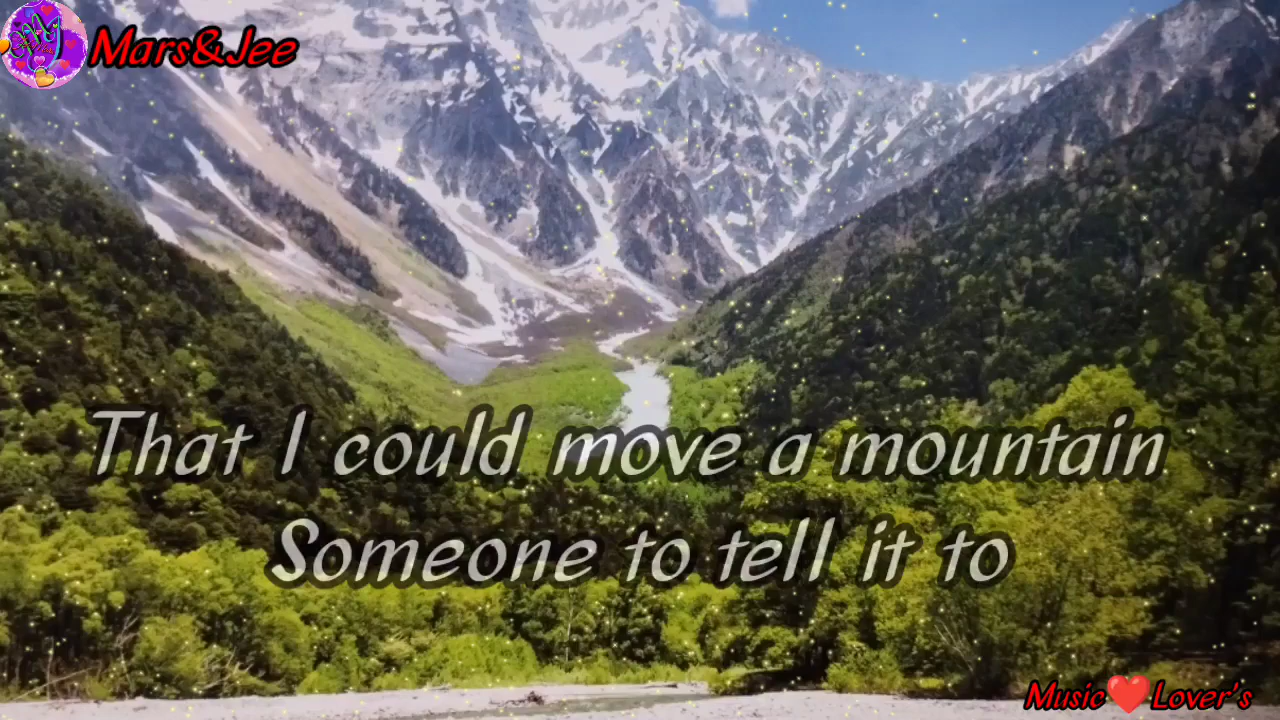 Mars&Jee
That I could move a mountain
Someone to tell it to
Music❤️Lover's